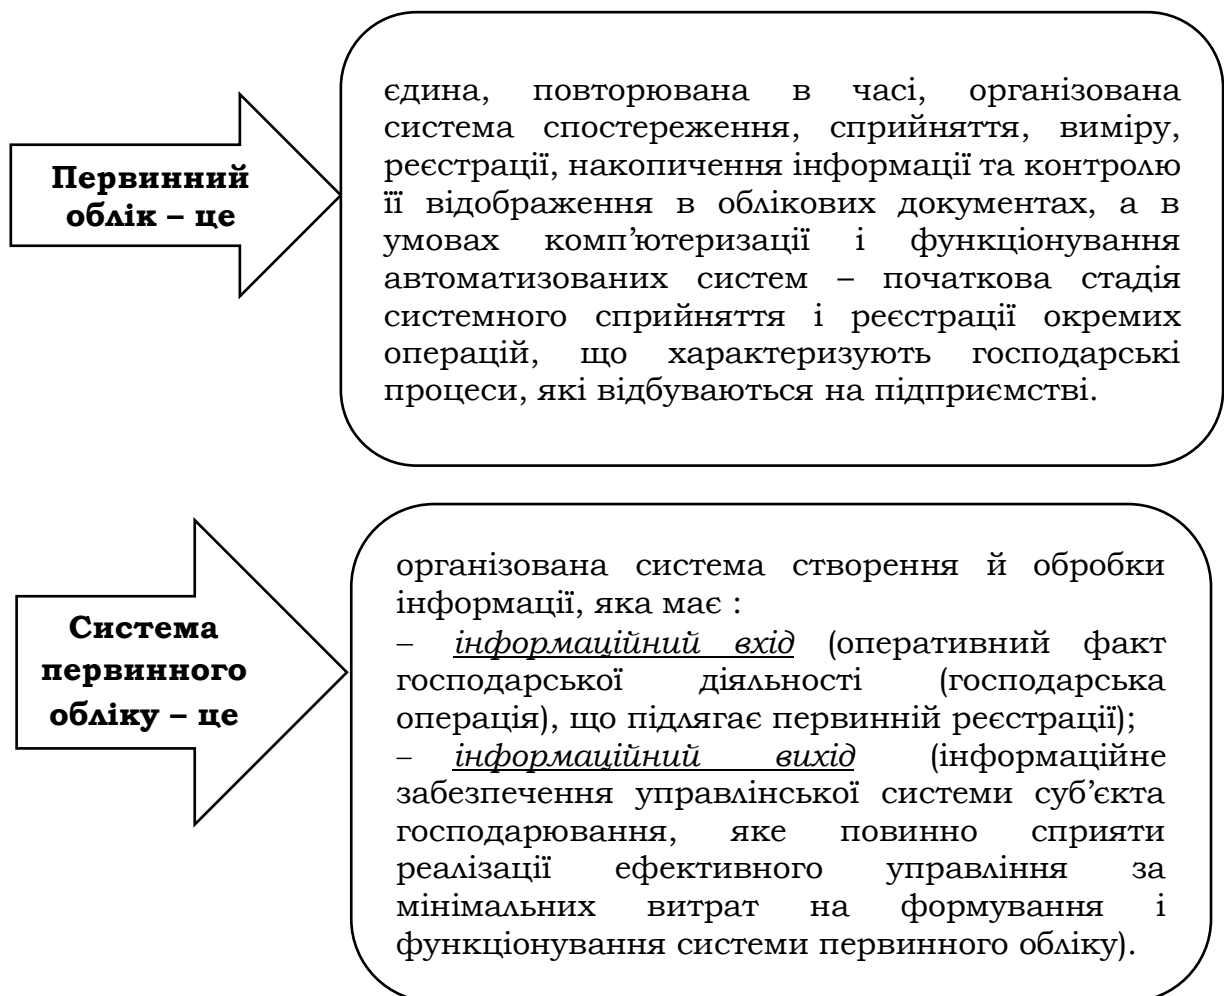 Первинний
облік – це
єдина, повторювана в часі, організована
система спостереження, сприйняття, виміру,
реєстрації, накопичення інформації та контролю
її відображення в облікових документах, а в
умовах комп’ютеризації і функціонування
автоматизованих систем – початкова стадія
системного сприйняття і реєстрації окремих
операцій, що характеризують господарські
процеси, які відбуваються на підприємстві.
Система
первинного
обліку – це
організована система створення й обробки
інформації, яка має :
– інформаційний вхід (оперативний факт
господарської діяльності (господарська
операція), що підлягає первинній реєстрації);
– інформаційний вихід (інформаційне
забезпечення управлінської системи суб’єкта
господарювання, яке повинно сприяти
реалізації ефективного управління за
мінімальних витрат на формування і
функціонування системи первинного обліку).